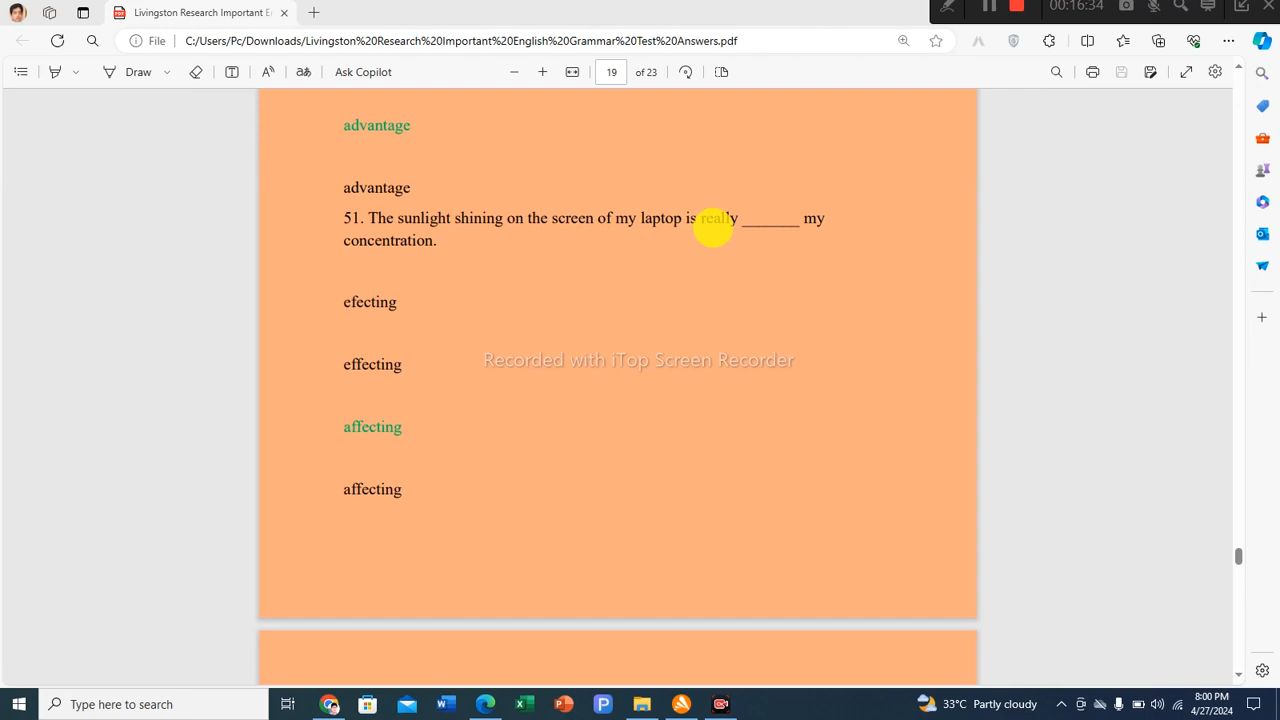 Livingston Research Important En
00:16:34
File
C:/Users/Pc/Downloads/Livingston%20Research%20Important%20English%20Grammar%20Test%20Answers.pdf
Draw
Ask Copilot
19
of 23
advantage
advantage
51. The sunlight shining on the screen of my laptop is really _______ my
concentration.
efecting
effecting
Recorded with iTop Screen Recorder
affecting
affecting
Type here to search
33°C Partly cloudy
8:00 PM
4/27/2024